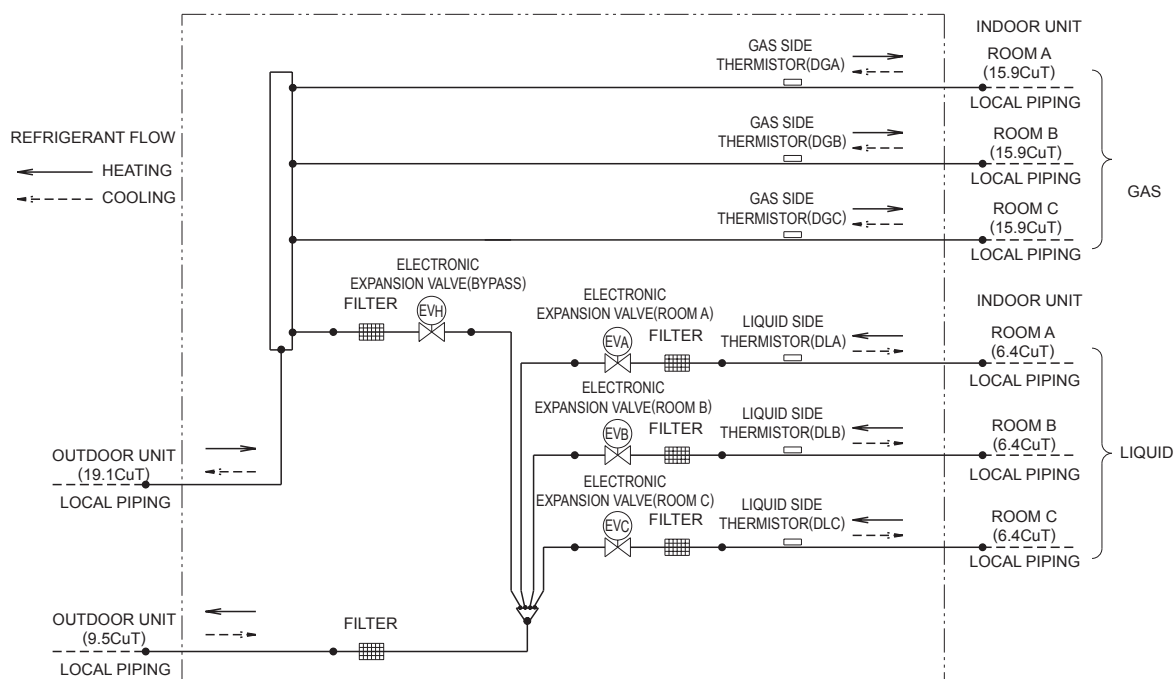 INDOOR UNIT
GAS SIDE
THERMISTOR(DGA)
ROOM A
(15.9CuT)
LOCAL PIPING
REFRIGERANT FLOW
HEATING
COOLING
GAS SIDE
THERMISTOR(DGB)
ROOM B
(15.9CuT)
LOCAL PIPING
GAS
GAS SIDE
THERMISTOR(DGC)
ROOM C
(15.9CuT)
LOCAL PIPING
ELECTRONIC
EXPANSION VALVE(BYPASS)
FILTER
EVH
INDOOR UNIT
ELECTRONIC
EXPANSION VALVE(ROOM A)
EVA
FILTER
LIQUID SIDE
THERMISTOR(DLA)
ROOM A
(6.4CuT)
LOCAL PIPING
ELECTRONIC
EXPANSION VALVE(ROOM B)
EVB
FILTER
LIQUID SIDE
THERMISTOR(DLB)
ROOM B
(6.4CuT)
LOCAL PIPING
LIQUID
OUTDOOR UNIT
(19.1CuT)
LOCAL PIPING
ELECTRONIC
EXPANSION VALVE(ROOM C)
EVC
FILTER
LIQUID SIDE
THERMISTOR(DLC)
ROOM C
(6.4CuT)
LOCAL PIPING
OUTDOOR UNIT
(9.5CuT)
LOCAL PIPING
FILTER